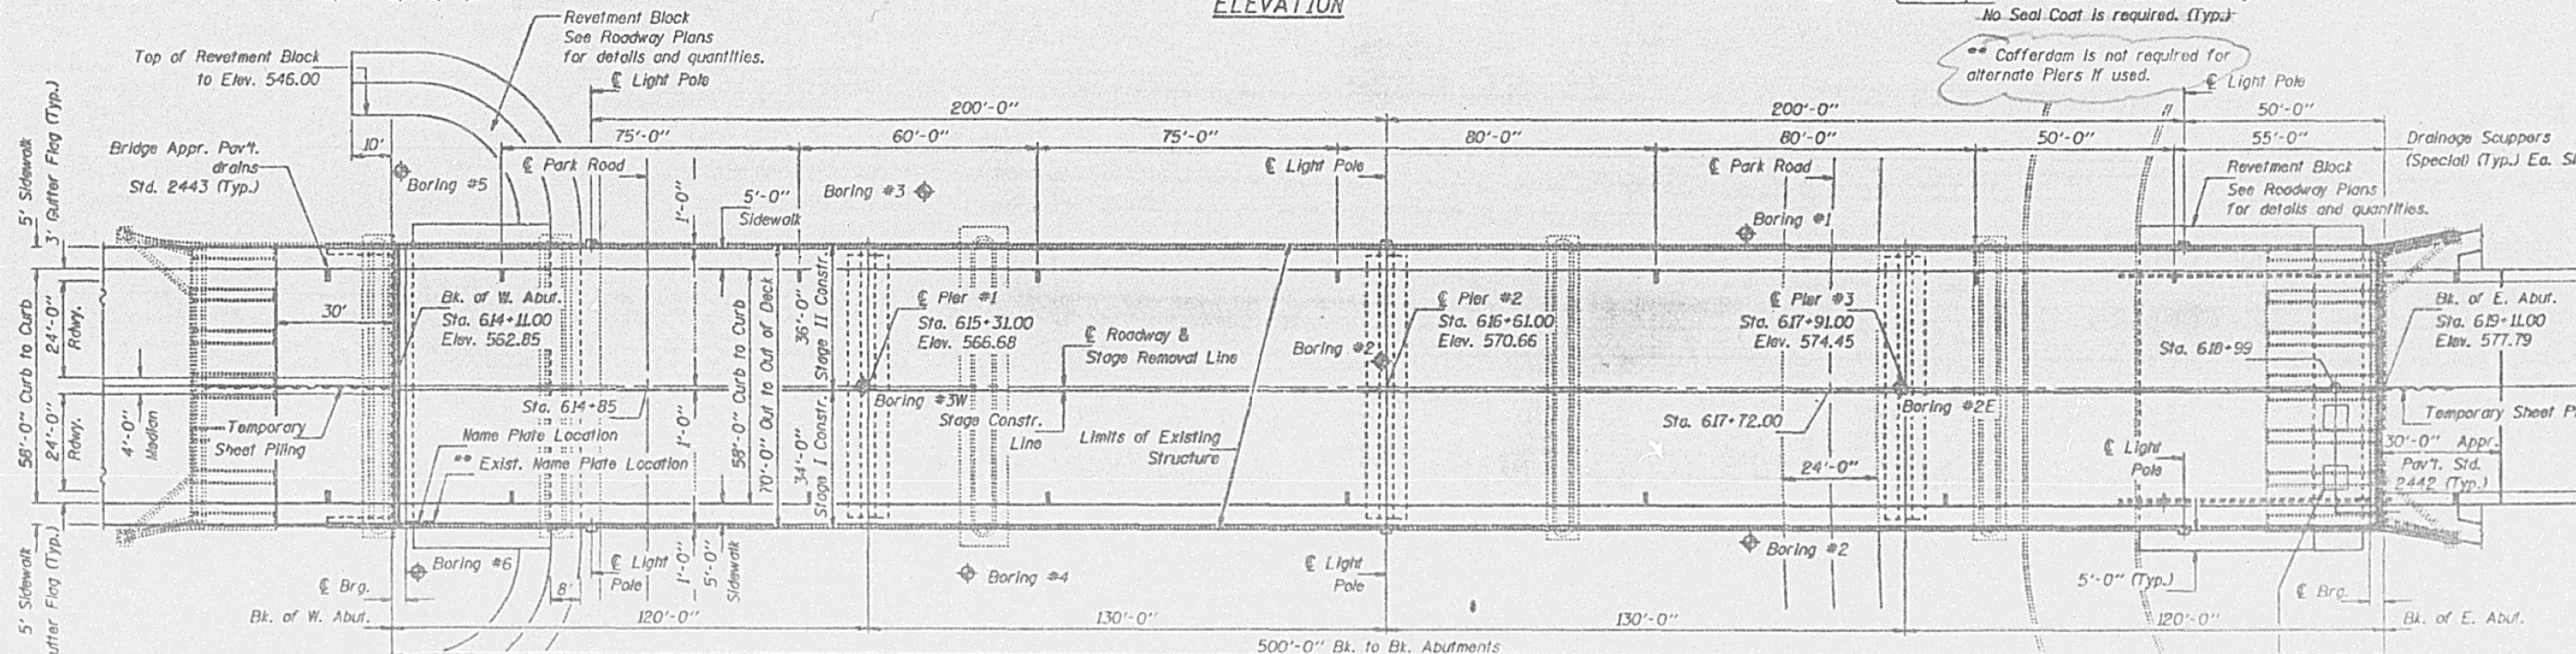 ELEVATION
No Seal Coat is required. (Typ.)
** Cofferdam is not required for
alternate Piers if used.
℄ Light Pole
Revetment Block
See Roadway Plans
for details and quantities.
℄ Light Pole
Top of Revetment Block
to Elev. 546.00
200'-0"
200'-0"
50'-0"
75'-0"
60'-0"
75'-0"
80'-0"
80'-0"
50'-0"
55'-0"
Drainage Scuppers
(Special) (Typ.) Ea.
10'
Bridge Appr. Pav't.
drains
Std. 2443 (Typ.)
Boring #5
℄ Park Road
Boring #3
5'-0"
Sidewalk
1'-0"
℄ Light Pole
℄ Park Road
Boring #1
Revetment Block
See Roadway Plans
for details and quantities.
5' Sidewalk
3' Gutter Flag (Typ.)
58'-0" Curb to Curb
24'-0"
Rdwy.
24'-0"
Rdwy.
4'-0"
Median
30'
Bk. of W. Abut.
Sta. 614+11.00
Elev. 562.85
58'-0" Curb to Curb
70'-0" Out to Out of Deck
36'-0"
Stage II Constr.
34'-0"
Stage I Constr.
℄ Pier #1
Sta. 615+31.00
Elev. 566.68
℄ Roadway &
Stage Removal Line
Boring #2
℄ Pier #2
Sta. 616+61.00
Elev. 570.66
℄ Pier #3
Sta. 617+91.00
Elev. 574.45
Sta. 618+99
Bk. of E. Abut.
Sta. 619+11.00
Elev. 577.79
Temporary
Sheet Piling
Sta. 614+85
Name Plate Location
** Exist. Name Plate Location
1'-0"
Boring #3W
Stage Constr.
Line
Limits of Existing
Structure
Sta. 617+72.00
24'-0"
Boring #2E
℄ Light
Pole
Temporary Sheet
30'-0" Appr.
Pav't. Std.
2442 (Typ.)
5' Sidewalk
Gutter Flag (Typ.)
℄ Brg.
Boring #6
8'
℄ Light
Pole
1'-0"
5'-0"
Sidewalk
Boring #4
℄ Light
Pole
Boring #2
5'-0" (Typ.)
℄ Brg.
Bk. of W. Abut.
120'-0"
130'-0"
130'-0"
120'-0"
Bk. of E. Abut.
500'-0" Bk. to Bk. Abutments